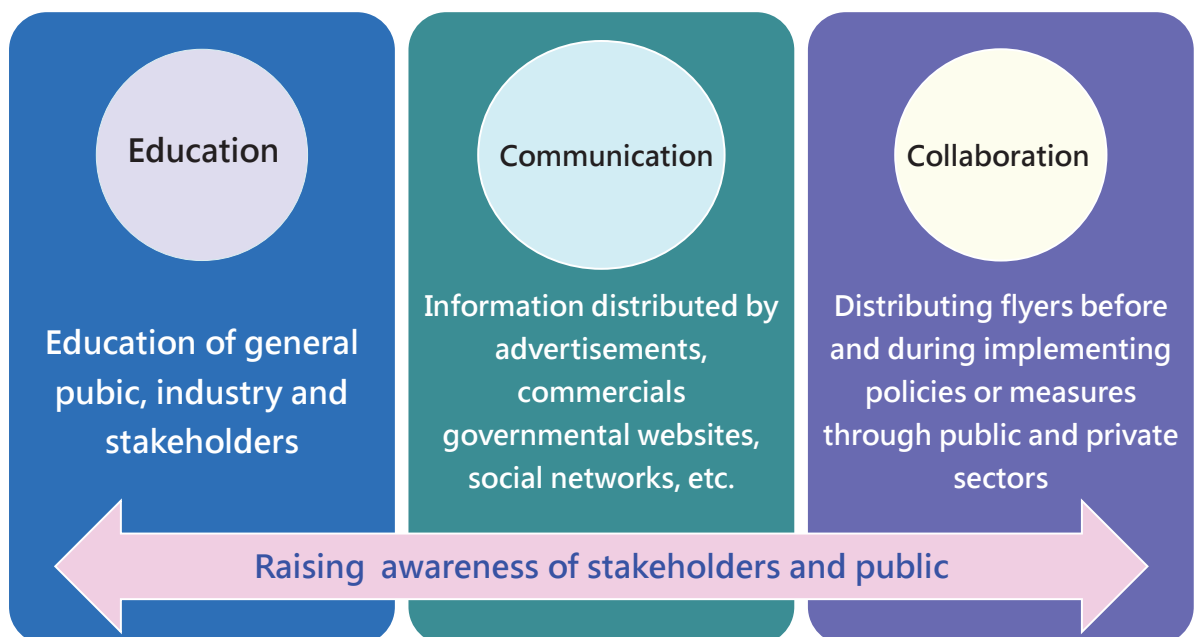 Education
Education of general
pubic, industry and
stakeholders
Communication
Information distributed by
advertisements,
commercials
governmental websites,
social networks, etc.
Collaboration
Distributing flyers before
and during implementing
policies or measures
through public and private
sectors
Raising awareness of stakeholders and public